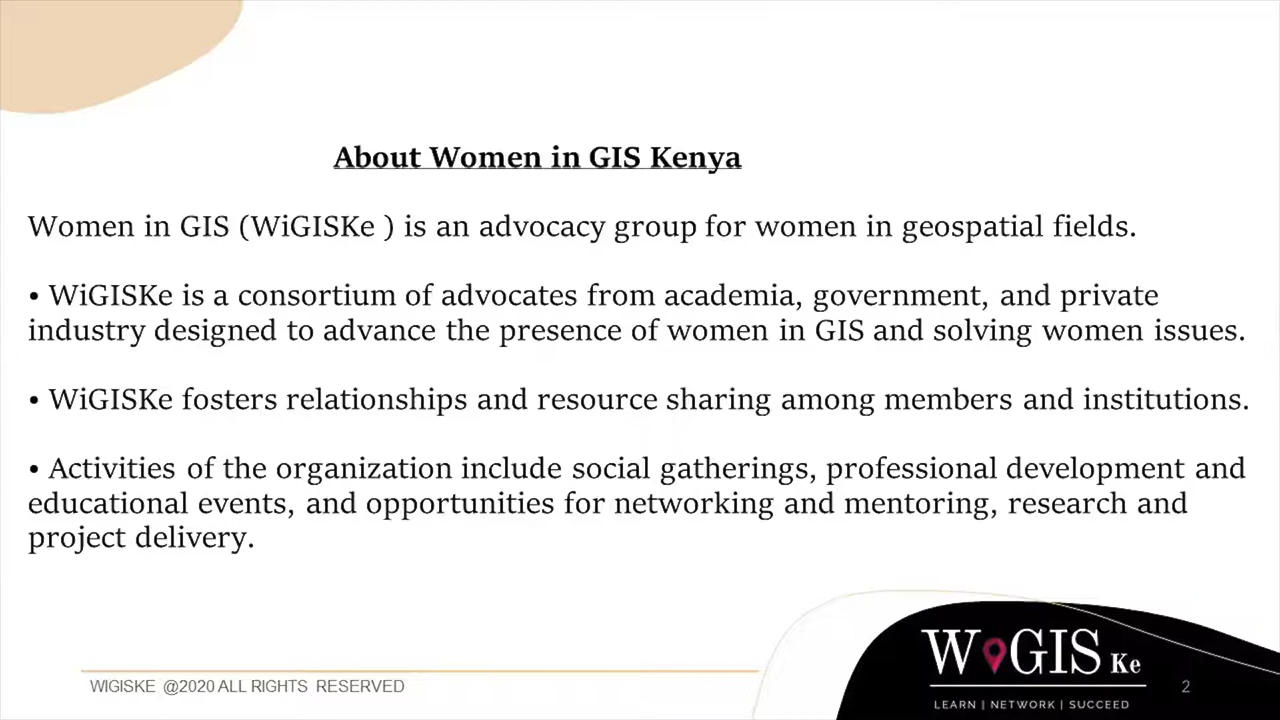 About Women in GIS Kenya
Women in GIS (WiGISKe ) is an advocacy group for women in geospatial fields.
• WiGISKe is a consortium of advocates from academia, government, and private
industry designed to advance the presence of women in GIS and solving women issues.
• WiGISKe fosters relationships and resource sharing among members and institutions.
• Activities of the organization include social gatherings, professional development and
educational events, and opportunities for networking and mentoring, research and
project delivery.
WiGIS Ke
LEARN | NETWORK | SUCCEED
WIGISKE @2020 ALL RIGHTS RESERVED
2